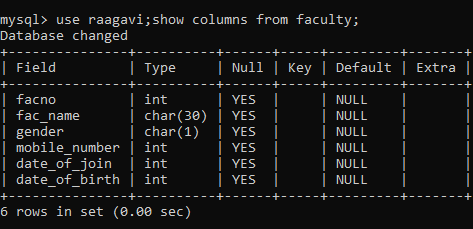 mysql> use raagavi;show columns from faculty;
Database changed
+---------------+----------+------+-----+---------+-------+
| Field         | Type     | Null | Key | Default | Extra |
+---------------+----------+------+-----+---------+-------+
| facno         | int      | YES  |     | NULL    |       |
| fac_name      | char(30) | YES  |     | NULL    |       |
| gender        | char(1)  | YES  |     | NULL    |       |
| mobile_number | int      | YES  |     | NULL    |       |
| date_of_join  | int      | YES  |     | NULL    |       |
| date_of_birth | int      | YES  |     | NULL    |       |
+---------------+----------+------+-----+---------+-------+
6 rows in set (0.00 sec)